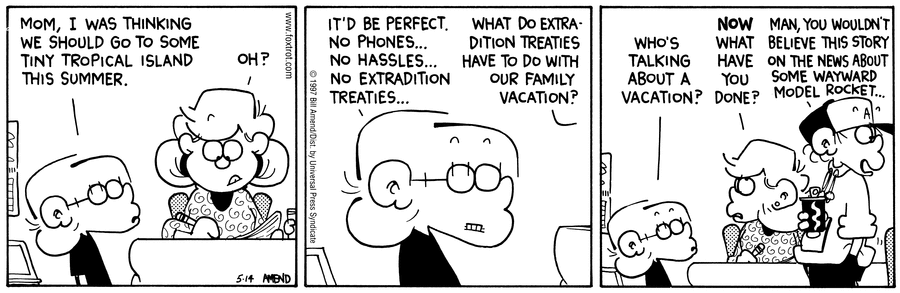 MOM, I WAS THINKING
WE SHOULD GO TO SOME
TINY TROPICAL ISLAND
THIS SUMMER.
OH?
www.foxtrot.com
5-14 AMEND
© 1997 Bill Amend/Dist. by Universal Press Syndicate
IT'D BE PERFECT.
NO PHONES...
NO HASSLES...
NO EXTRADITION
TREATIES...
WHAT DO EXTRA-
DITION TREATIES
HAVE TO DO WITH
OUR FAMILY
VACATION?
WHO'S
TALKING
ABOUT A
VACATION?
NOW
WHAT
HAVE
YOU
DONE?
MAN, YOU WOULDN'T
BELIEVE THIS STORY
ON THE NEWS ABOUT
SOME WAYWARD
MODEL ROCKET...
A